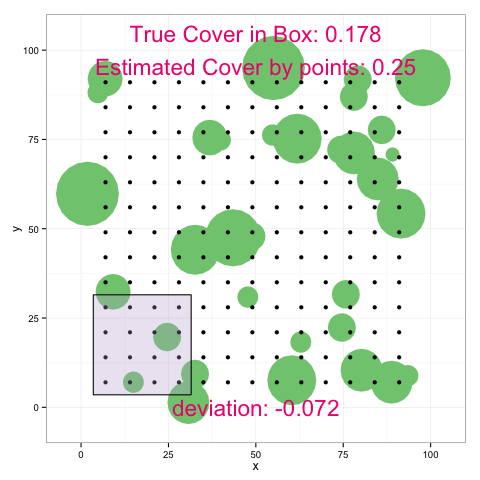 True Cover in Box: 0.178
Estimated Cover by points: 0.25
100
75
50
25
0
y
deviation: -0.072
0 25 50 75 100
x